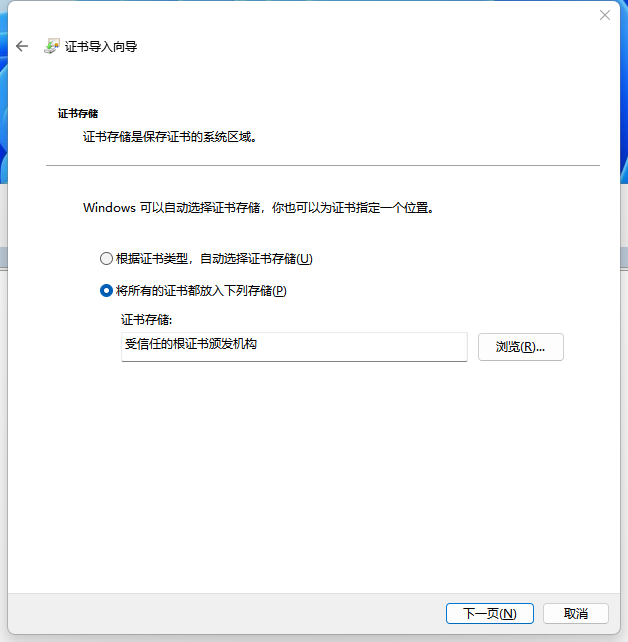 证书导入向导
证书存储
证书存储是保存证书的系统区域。
Windows 可以自动选择证书存储，你也可以为证书指定一个位置。
根据证书类型，自动选择证书存储(U)
将所有的证书都放入下列存储(P)
证书存储:
受信任的根证书颁发机构
浏览(R)...
下一页(N)
取消